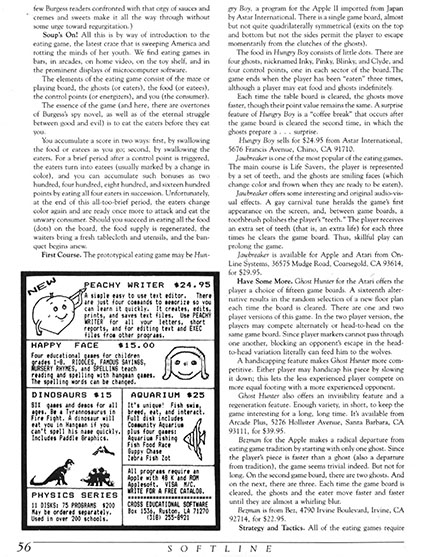 few Burgess readers confronted with that orgy of sauces and
cremes and sweets make it all the way through without
some urge toward regurgitation.)
Soup's On! All this is by way of introduction to the
eating game, the latest craze that is sweeping America and
rotting the minds of her youth. We find eating games in
bars, in arcades, on home video, on the toy shelf, and in
the prominent displays of microcomputer software.
The elements of the eating game consist of the maze or
playing board, the ghosts (or eaters), the food (or eatees),
the control points (or energizers), and you (the consumer).
The essence of the game (and here, there are overtones
of Burgess's spy novel, as well as of the eternal struggle
between good and evil) is to eat the eaters before they eat
you.
You accumulate a score in two ways: first, by swallowing
the food or eatees as you go; second, by swallowing the
eaters. For a brief period after a control point is triggered,
the eaters turn into eatees (usually marked by a change in
color), and you can accumulate such bonuses as two
hundred, four hundred, eight hundred, and sixteen hundred
points by eating all four eaters in succession. Unfortunately,
at the end of this all-too-brief period, the eaters change
color again and are ready once more to attack and eat the
unwary consumer. Should you succeed in eating all the food
(dots) on the board, the food supply is regenerated, the
waiters bring a fresh tablecloth and utensils, and the ban-
quet begins anew.
First Course. The prototypical eating game may be Hun-
NEW
PEACHY WRITER $24.95
A simple easy to use text editor. There
are just four commands to memorize so you
can learn it quickly. It creates, edits,
prints, and saves text files. Use PEACHY
WRITER for all your letters, short
reports, and for editing text and EXEC
files from other programs.
HAPPY FACE $15.00
Four educational games for children
grades 1-8. RIDDLES, FAMOUS SAYINGS,
NURSERY RHYMES, and SPELLING teach
reading and spelling with hangman games.
The spelling words can be changed.
DINOSAURS $15
SIX games and demos for all
ages. Be a Tyrannosaurus in
Fire Fight. A dinosaur will
eat you in Hangman if you
can't spell his name quickly.
Includes Paddle Graphics.
PHYSICS SERIES
11 DISKS: 75 PROGRAMS $200
May be ordered separately.
Used in over 200 schools.
AQUARIUM $25
It's unique! Fish swim,
breed, eat, and interact.
Full disk includes
Community Aquarium
plus four games:
Aquarium Fishing
Fish Food Race
Guppy Chase
Zebra Fish Zot
All programs require an
Apple with 48 K and ROM
Applesoft. VISA, M/C.
WRITE FOR A FREE CATALOG.
CROSS EDUCATIONAL SOFTWARE
Box 1536, Ruston, LA 71270
(318) 255-8921
gry Boy, a program for the Apple II imported from Japan
by Astar International. There is a single game board, almost
but not quite quadrilaterally symmetrical (exits on the top
and bottom but not the sides permit the player to escape
momentarily from the clutches of the ghosts).
The food in Hungry Boy consists of little dots. There are
four ghosts, nicknamed Inky, Pinky, Blinky, and Clyde, and
four control points, one in each sector of the board. The
game ends when the player has been "eaten" three times,
although a player may eat food and ghosts indefinitely.
Each time the board is cleared, the ghosts move
faster, though their point value remains the same. A surprise
feature of Hungry Boy is a "coffee break" that occurs after
the game board is cleared the second time, in which the
ghosts prepare a . . . surprise.
Hungry Boy sells for $24.95 from Astar International,
5676 Francis Avenue, Chino, CA 91710.
Jawbreaker is one of the most popular of the eating games.
The main course is Life Savers, the player is represented
by a set of teeth, and the ghosts are smiling faces (which
change color and frown when they are ready to be eaten).
Jawbreaker offers some interesting and original audio-vis-
ual effects. A gay carnival tune heralds the game's first
appearance on the screen, and, between game boards, a
toothbrush polishes the player's "teeth." The player receives
an extra set of teeth (that is, an extra life) for each three
times he clears the game board. Thus, skillful play can
prolong the game.
Jawbreaker is available for Apple and Atari from On-
Line Systems, 36575 Mudge Road, Coarsegold, CA 93614,
for $29.95.
Have Some More. Ghost Hunter for the Atari offers the
player a choice of fifteen game boards. A sixteenth alter-
native results in the random selection of a new floor plan
each time the board is cleared. There are one and two
player versions of this game. In the two player version, the
players may compete alternately or head-to-head on the
same game board. Since player markers cannot pass through
one another, blocking an opponent's escape in the head-
to-head variation literally can feed him to the wolves.
A handicapping feature makes Ghost Hunter more com-
petitive. Either player may handicap his piece by slowing
it down; this lets the less experienced player compete on
more equal footing with a more experienced opponent.
Ghost Hunter also offers an invisibility feature and a
regeneration feature. Enough variety, in short, to keep the
game interesting for a long, long time. It's available from
Arcade Plus, 5276 Hollister Avenue, Santa Barbara, CA
93111, for $39.95.
Bezman for the Apple makes a radical departure from
eating game tradition by starting with only one ghost. Since
the player's piece is faster than a ghost (also a departure
from tradition), the game seems trivial indeed. But not for
long. On the second game board, there are two ghosts. And
on the next, there are three. Each time the game board is
cleared, the ghosts and the eater move faster and faster
until they are almost a whirling blur.
Bezman is from Bez, 4790 Irvine Boulevard, Irvine, CA
92714, for $22.95.
Strategy and Tactics. All of the eating games require
56
SOFTLINE